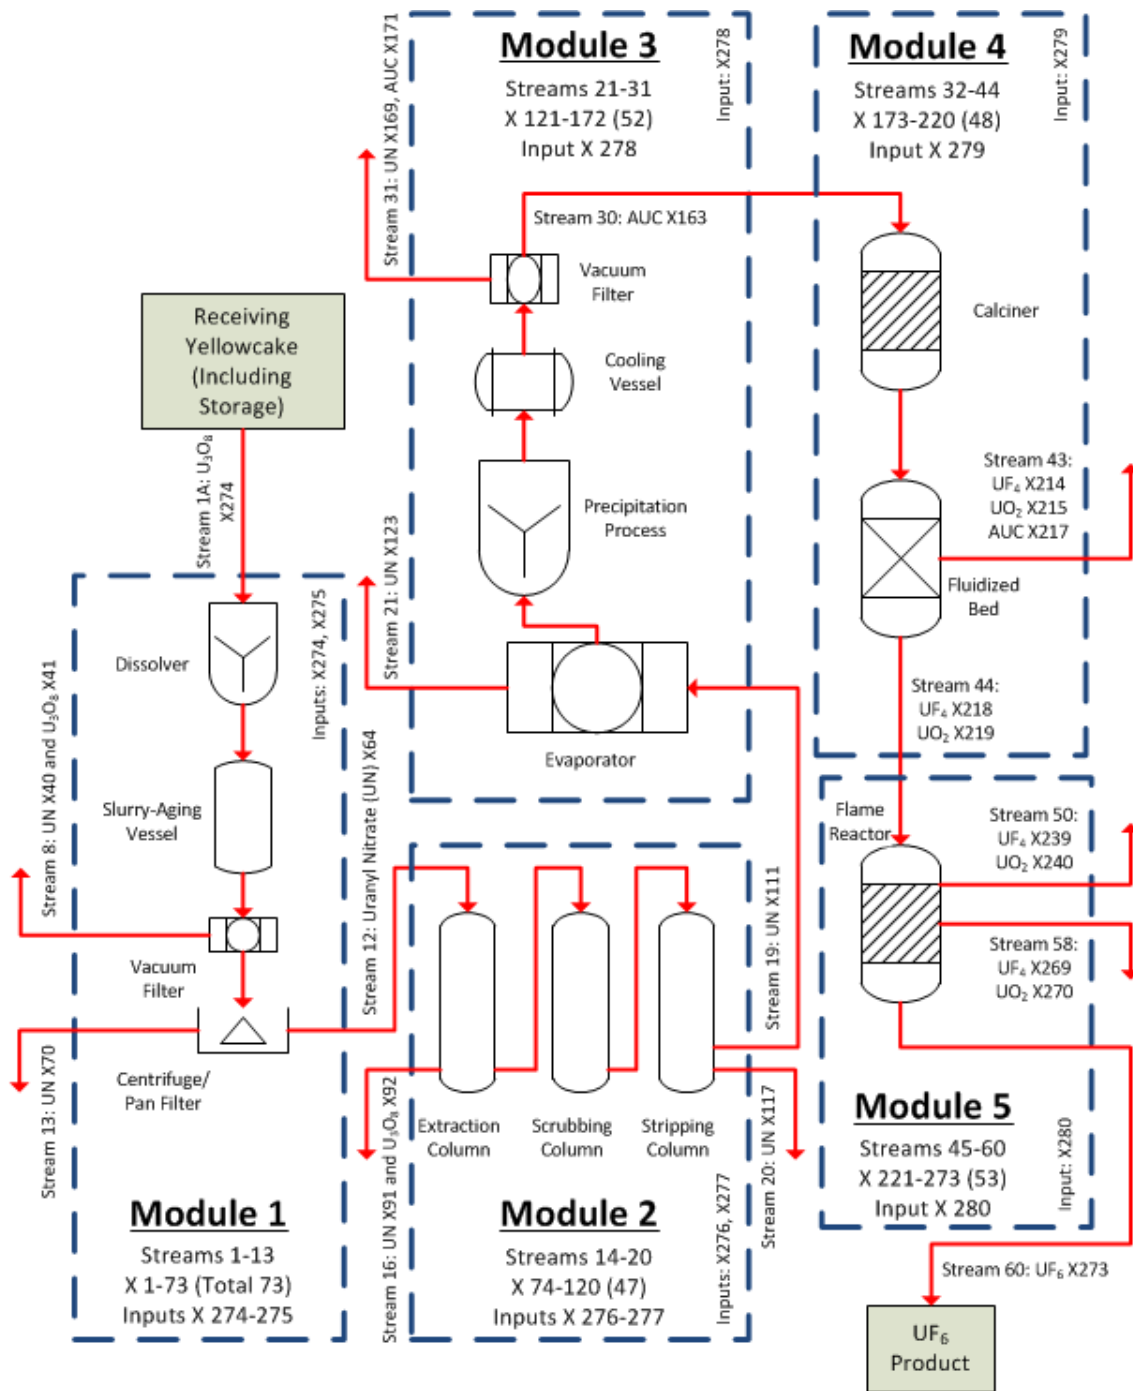 Module 3
Streams 21-31
X 121-172 (52)
Input X 278
Input: X278
Module 4
Streams 32-44
X 173-220 (48)
Input X 279
Input: X279
Stream 31: UN X169, AUC X171
Stream 30: AUC X163
Vacuum
Filter
Calciner
Receiving
Yellowcake
(Including
Storage)
Cooling
Vessel
Stream 1A: U₃O₈
X274
Precipitation
Process
Stream 43:
UF₄ X214
UO₂ X215
AUC X217
Fluidized
Bed
Stream 21: UN X123
Inputs: X274, X275
Dissolver
Stream 8: UN X40 and U₃O₈ X41
Stream 44:
UF₄ X218
UO₂ X219
Evaporator
Slurry-Aging
Vessel
Stream 12: Uranyl Nitrate (UN) X64
Flame
Reactor
Stream 50:
UF₄ X239
UO₂ X240
Stream 19: UN X111
Vacuum
Filter
Stream 58:
UF₄ X269
UO₂ X270
Stream 13: UN X70
Centrifuge/
Pan Filter
Stream 16: UN X91 and U₃O₈ X92
Extraction
Column
Scrubbing
Column
Stripping
Column
Stream 20: UN X117
Module 5
Streams 45-60
X 221-273 (53)
Input X 280
Input: X280
Module 1
Streams 1-13
X 1-73 (Total 73)
Inputs X 274-275
Module 2
Streams 14-20
X 74-120 (47)
Inputs X 276-277
Inputs: X276, X277
Stream 60: UF₆ X273
UF₆
Product